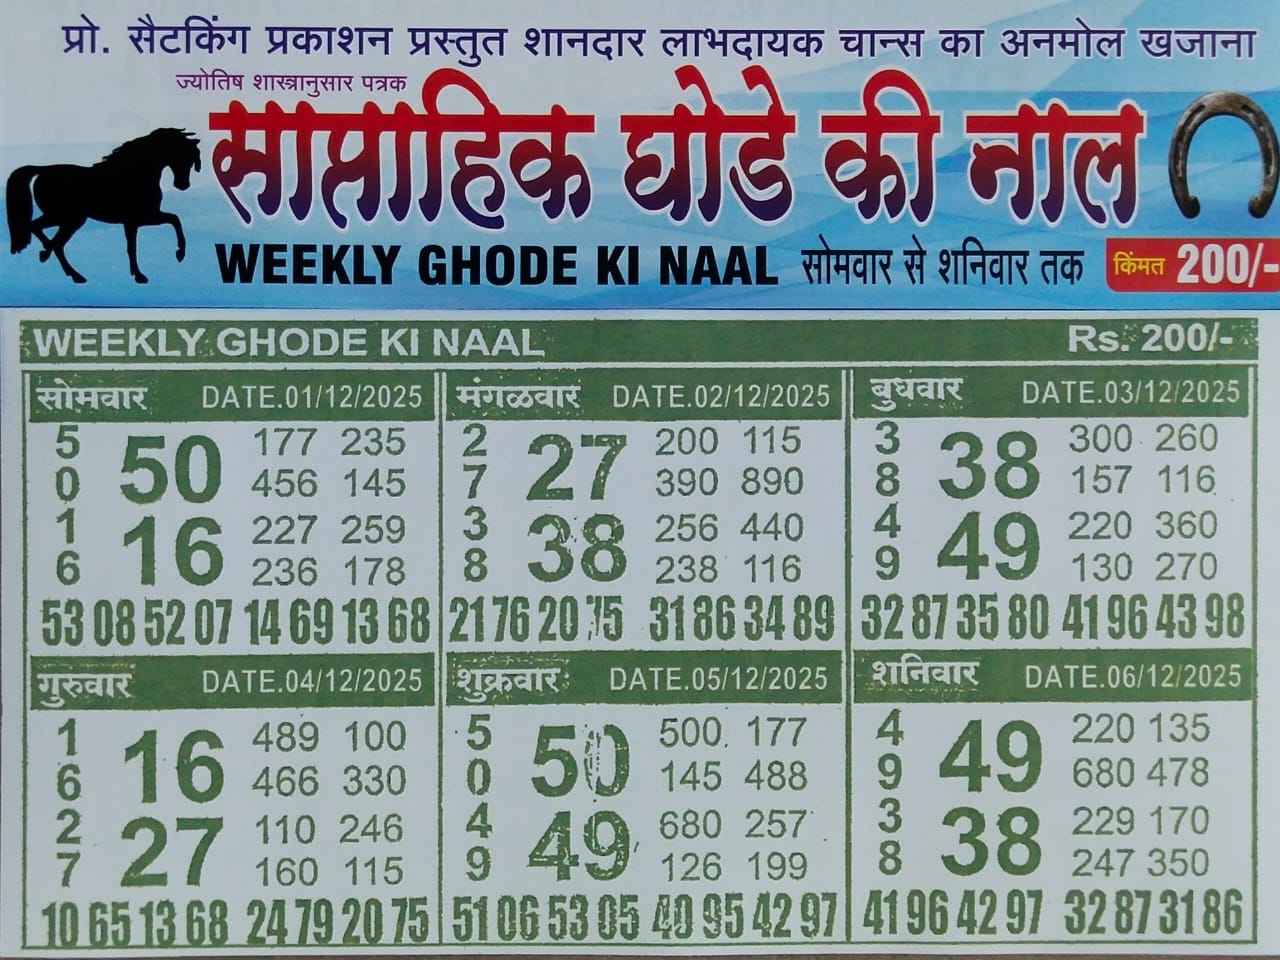 प्रो. सैटकिंग प्रकाशन प्रस्तुत शानदार लाभदायक चान्स का अनमोल खजाना
ज्योतिष शास्त्रानुसार पत्रक
साप्ताहिक घोडे की नाल
WEEKLY GHODE KI NAAL सोमवार से शनिवार तक किंमत 200/-
WEEKLY GHODE KI NAAL Rs. 200/-
सोमवार DATE.01/12/2025
5 50 177 235
0 456 145
1 16 227 259
6 236 178
53 08 52 07 14 69 13 68
मंगळवार DATE.02/12/2025
2 27 200 115
7 390 890
3 38 256 440
8 238 116
21 76 20 75 31 86 34 89
बुधवार DATE.03/12/2025
3 38 300 260
8 157 116
4 49 220 360
9 130 270
32 87 35 80 41 96 43 98
गुरुवार DATE.04/12/2025
1 16 489 100
6 466 330
2 27 110 246
7 160 115
10 65 13 68 24 79 20 75
शुक्रवार DATE.05/12/2025
5 50 500 177
0 145 488
4 49 680 257
9 126 199
51 06 53 05 40 95 42 97
शनिवार DATE.06/12/2025
4 49 220 135
9 680 478
3 38 229 170
8 247 350
41 96 42 97 32 87 31 86